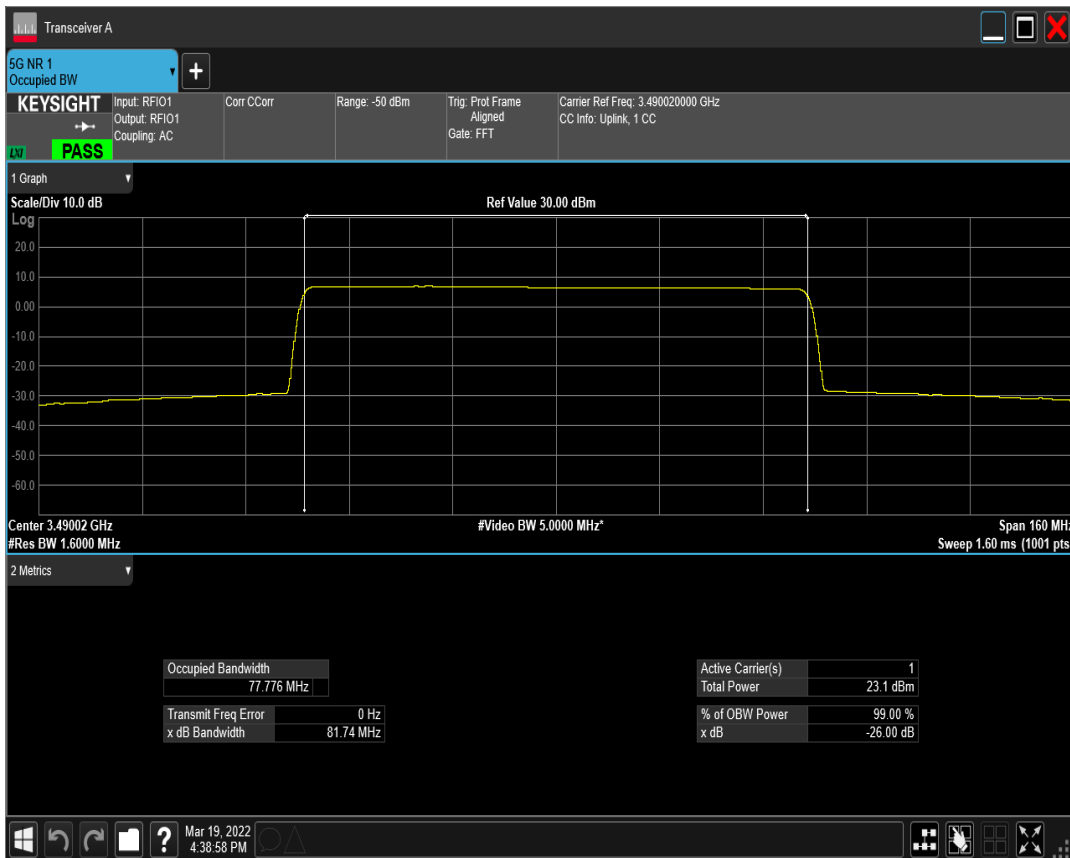 Transceiver A
5G NR 1
Occupied BW
KEYSIGHT
LXI
PASS
Input: RFIO1
Output: RFIO1
Coupling: AC
Corr CCorr
Range: -50 dBm
Trig: Prot Frame
Aligned
Gate: FFT
Carrier Ref Freq: 3.490020000 GHz
CC Info: Uplink, 1 CC
1 Graph
Scale/Div 10.0 dB
Ref Value 30.00 dBm
Log
20.0
10.0
0.00
-10.0
-20.0
-30.0
-40.0
-50.0
-60.0
Center 3.49002 GHz
#Video BW 5.0000 MHz*
Span 160 MHz
#Res BW 1.6000 MHz
Sweep 1.60 ms (1001 pts
2 Metrics
Occupied Bandwidth
77.776 MHz
Transmit Freq Error 0 Hz
x dB Bandwidth 81.74 MHz
Active Carrier(s) 1
Total Power 23.1 dBm
% of OBW Power 99.00 %
x dB -26.00 dB
?
Mar 19, 2022
4:38:58 PM